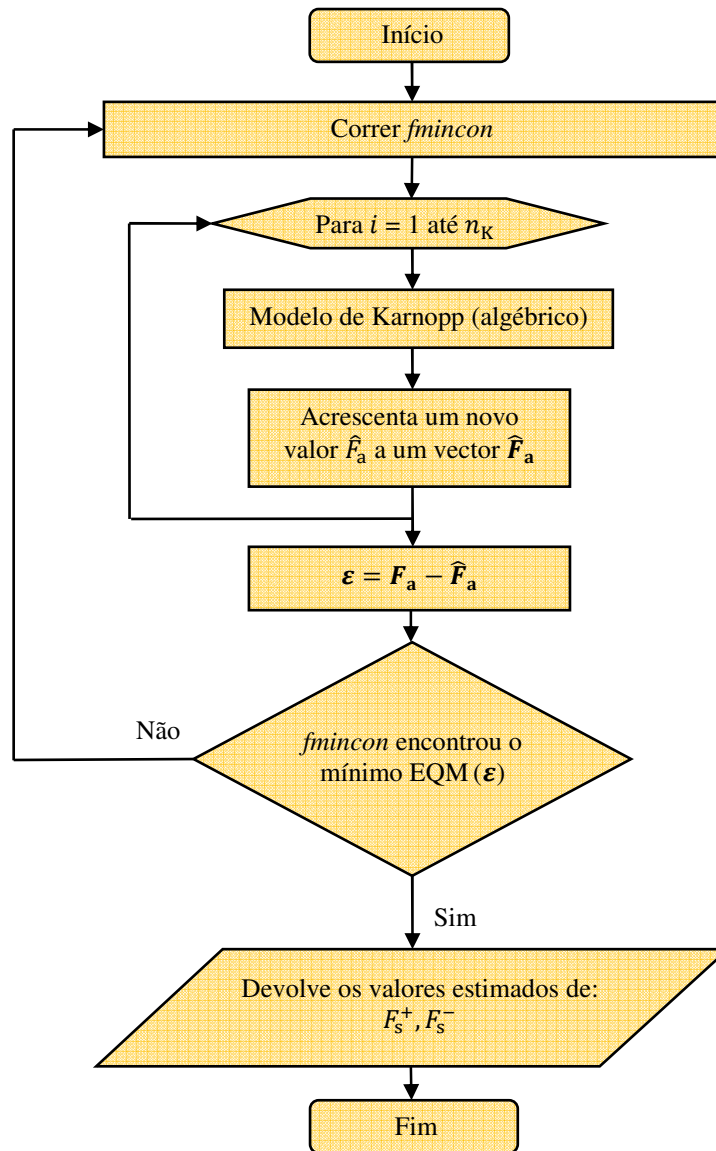 Início
Correr fmincon
Para i = 1 até n_K
Modelo de Karnopp (algébrico)
Acrescenta um novo
valor F̂_a a um vector F̂_a
ε = F_a − F̂_a
Não
fmincon encontrou o
mínimo EQM (ε)
Sim
Devolve os valores estimados de:
F_s^+, F_s^−
Fim